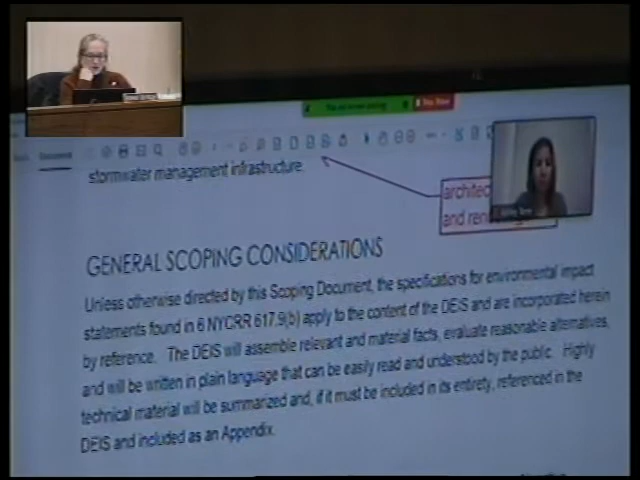 stormwater management infrastructure.
GENERAL SCOPING CONSIDERATIONS
Unless otherwise directed by this Scoping Document, the specifications for environmental impact
statements found in 6 NYCRR 617.9(b) apply to the content of the DEIS and are incorporated herein
by reference. The DEIS will assemble relevant and material facts, evaluate reasonable alternatives,
and will be written in plain language that can be easily read and understood by the public. Highly
technical material will be summarized and, if it must be included in its entirety, referenced in the
DEIS and included as an Appendix.